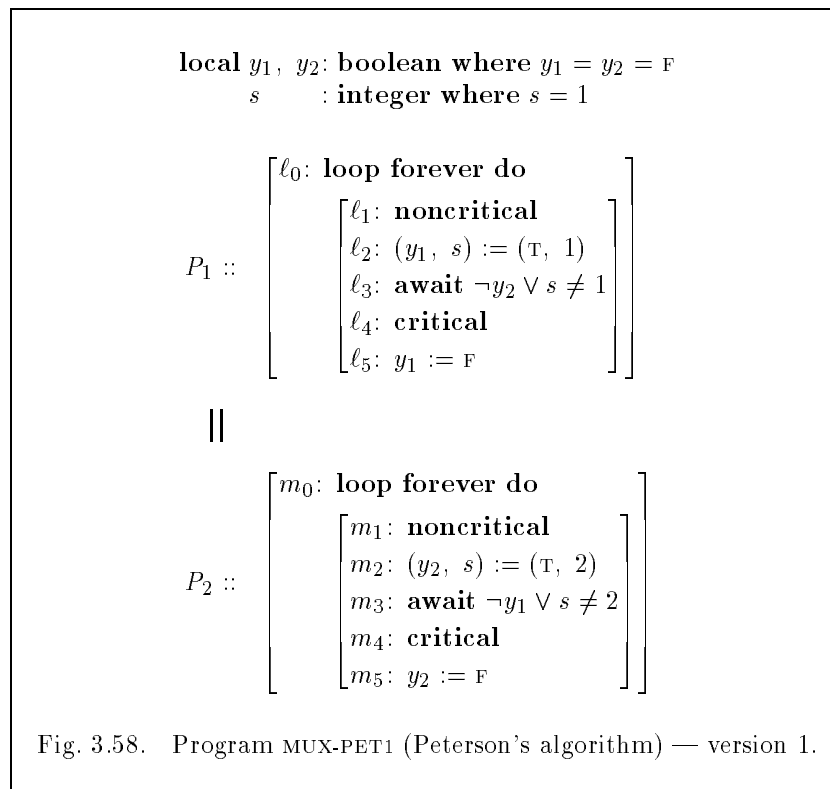 local y₁, y₂: boolean where y₁ = y₂ = F
s : integer where s = 1
ℓ₀: loop forever do
ℓ₁: noncritical
ℓ₂: (y₁, s) := (T, 1)
P₁ :: ℓ₃: await ¬y₂ ∨ s ≠ 1
ℓ₄: critical
ℓ₅: y₁ := F
||
m₀: loop forever do
m₁: noncritical
m₂: (y₂, s) := (T, 2)
P₂ :: m₃: await ¬y₁ ∨ s ≠ 2
m₄: critical
m₅: y₂ := F
Fig. 3.58. Program MUX-PET1 (Peterson's algorithm) — version 1.